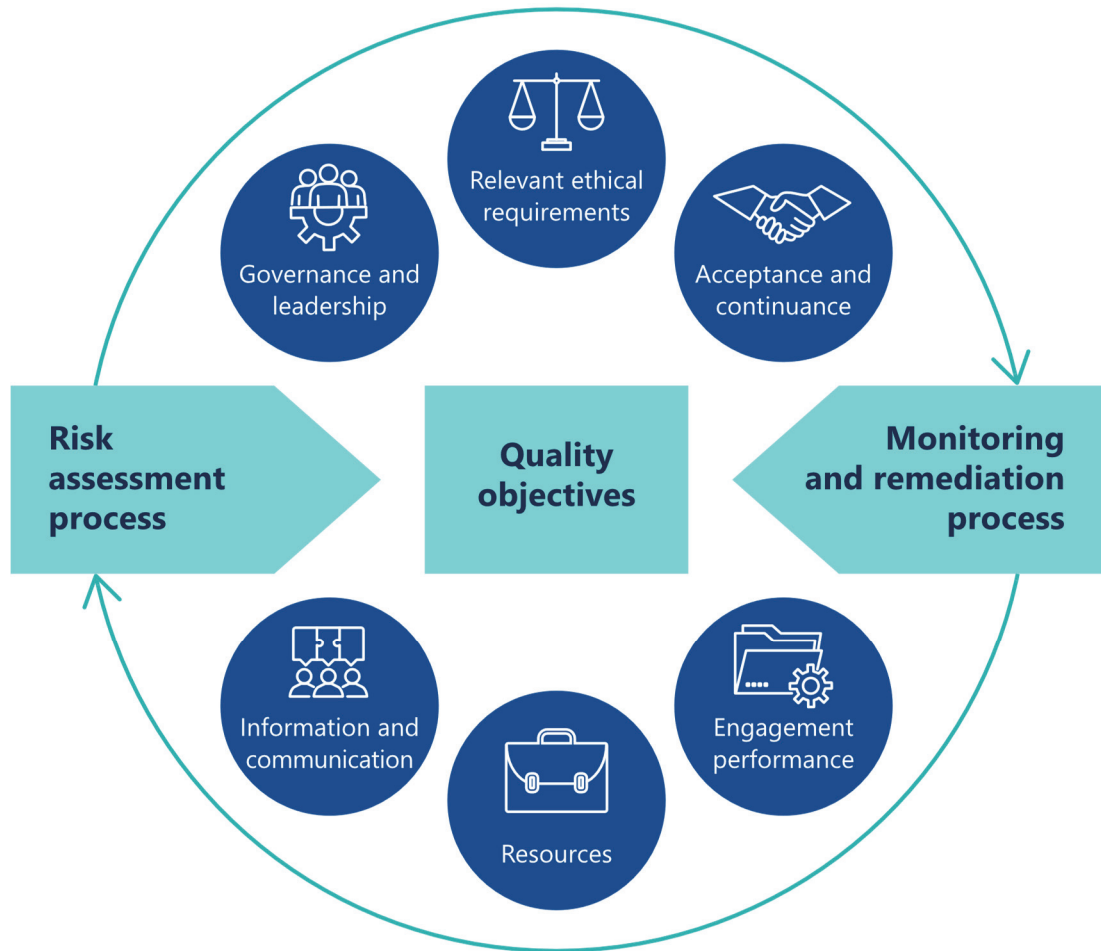 Relevant ethical
requirements
Governance and
leadership
Acceptance and
continuance
Risk
assessment
process
Quality
objectives
Monitoring
and remediation
process
Information and
communication
Resources
Engagement
performance